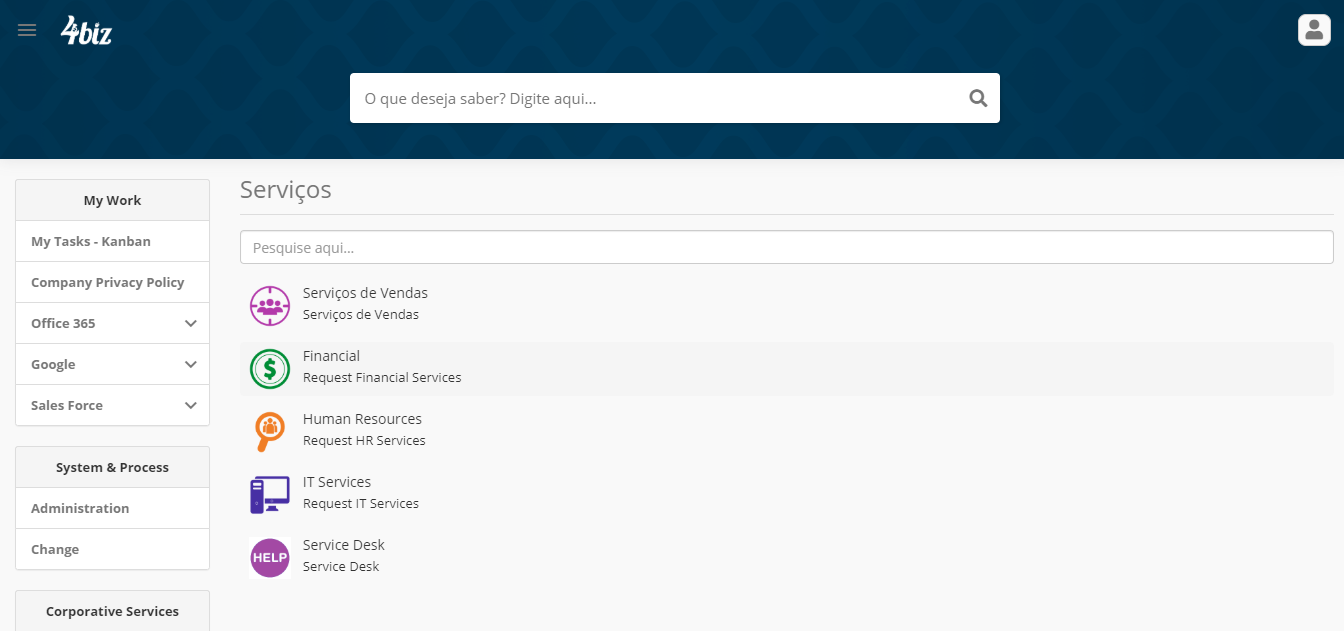 4biz
O que deseja saber? Digite aqui...
My Work
My Tasks - Kanban
Company Privacy Policy
Office 365
Google
Sales Force
System & Process
Administration
Change
Corporative Services
Serviços
Pesquise aqui...
Serviços de Vendas
Serviços de Vendas
Financial
Request Financial Services
Human Resources
Request HR Services
IT Services
Request IT Services
HELP
Service Desk
Service Desk